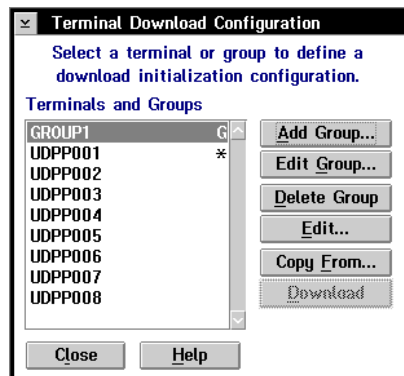 Terminal Download Configuration
Select a terminal or group to define a
download initialization configuration.
Terminals and Groups
GROUP1 G
UDPP001 *
UDPP002
UDPP003
UDPP004
UDPP005
UDPP006
UDPP007
UDPP008
Add Group...
Edit Group...
Delete Group
Edit...
Copy From...
Download
Close
Help